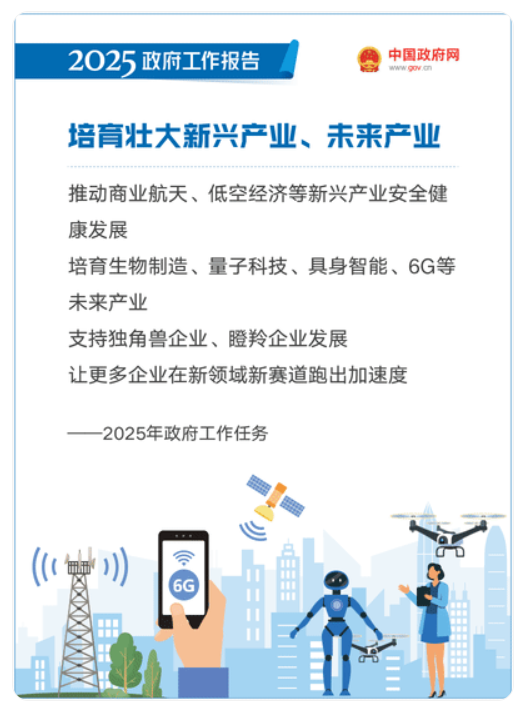 2025政府工作报告
中国政府网
www.gov.cn
培育壮大新兴产业、未来产业
推动商业航天、低空经济等新兴产业安全健
康发展
培育生物制造、量子科技、具身智能、6G等
未来产业
支持独角兽企业、瞪羚企业发展
让更多企业在新领域新赛道跑出加速度
——2025年政府工作任务
6G